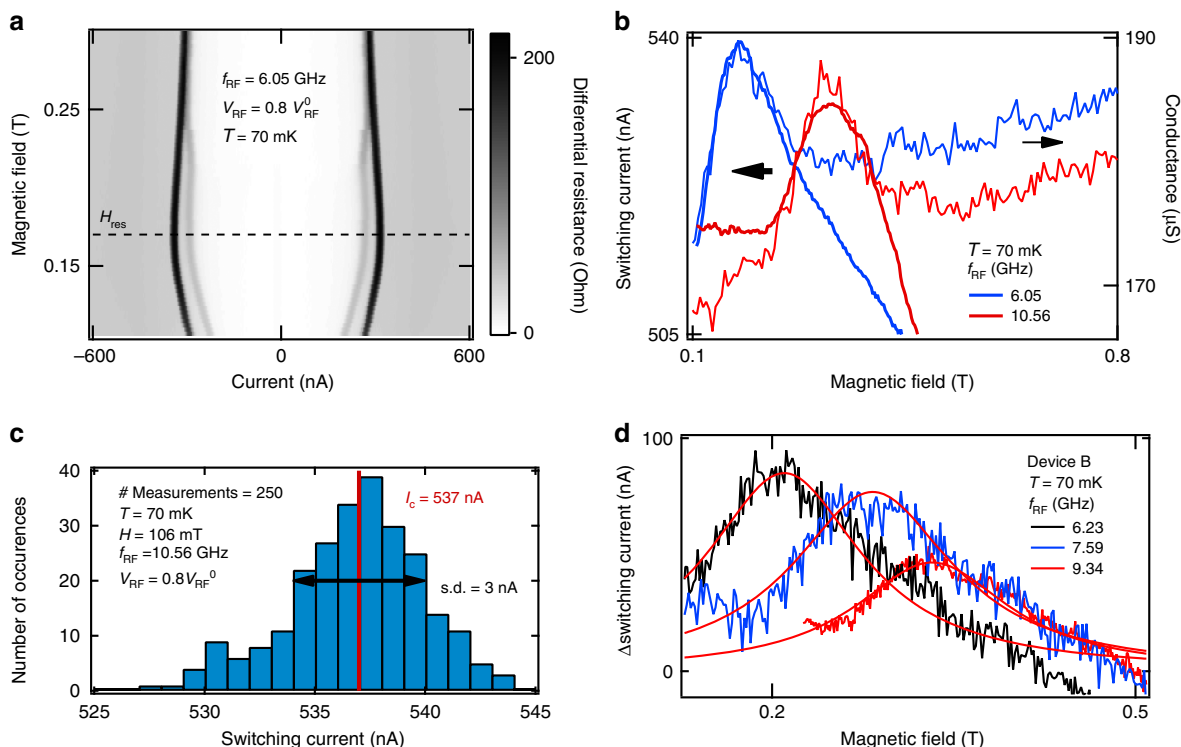 a
f_RF = 6.05 GHz
V_RF = 0.8 V_RF^0
T = 70 mK
H_res
0.25
0.15
Magnetic field (T)
−600
0
600
Current (nA)
200
0
Differential resistance (Ohm)
b
540
505
Switching current (nA)
190
170
Conductance (µS)
T = 70 mK
f_RF (GHz)
6.05
10.56
0.1
0.8
Magnetic field (T)
c
40
30
20
10
0
Number of occurences
# Measurements = 250
T = 70 mK
H = 106 mT
f_RF =10.56 GHz
V_RF = 0.8V_RF^0
I_c = 537 nA
s.d. = 3 nA
525
530
535
540
545
Switching current (nA)
d
100
0
Δswitching current (nA)
Device B
T = 70 mK
f_RF
(GHz)
6.23
7.59
9.34
0.2
0.5
Magnetic field (T)